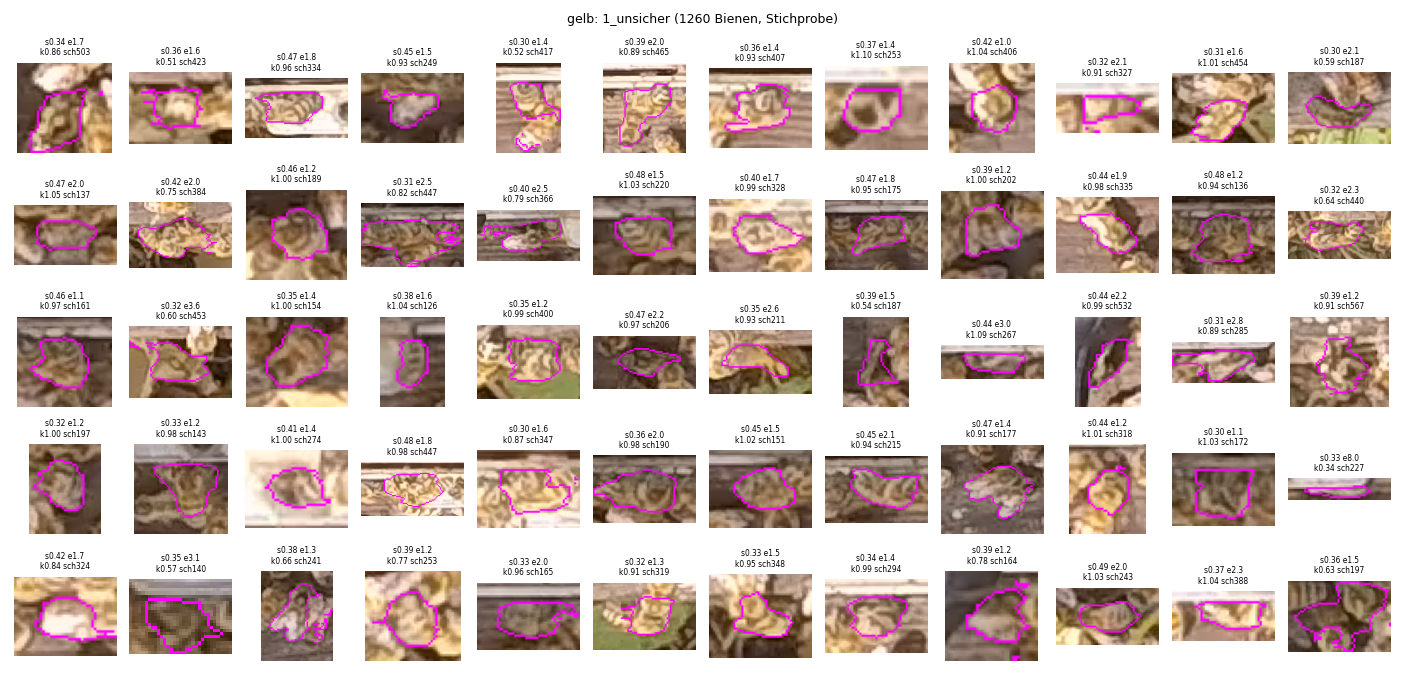 gelb: 1_unsicher (1260 Bienen, Stichprobe)
s0.34 e1.7
k0.86 sch503
s0.36 e1.6
k0.51 sch423
s0.47 e1.8
k0.96 sch334
s0.45 e1.5
k0.93 sch249
s0.30 e1.4
k0.52 sch417
s0.39 e2.0
k0.89 sch465
s0.36 e1.4
k0.93 sch407
s0.37 e1.4
k1.10 sch253
s0.42 e1.0
k1.04 sch406
s0.32 e2.1
k0.91 sch327
s0.31 e1.6
k1.01 sch454
s0.30 e2.1
k0.59 sch187
s0.47 e2.0
k1.05 sch137
s0.42 e2.0
k0.75 sch384
s0.46 e1.2
k1.00 sch189
s0.31 e2.5
k0.82 sch447
s0.40 e2.5
k0.79 sch366
s0.48 e1.5
k1.03 sch220
s0.40 e1.7
k0.99 sch328
s0.47 e1.8
k0.95 sch175
s0.39 e1.2
k1.00 sch202
s0.44 e1.9
k0.98 sch335
s0.48 e1.2
k0.94 sch136
s0.32 e2.3
k0.64 sch440
s0.46 e1.1
k0.97 sch161
s0.32 e3.6
k0.60 sch453
s0.35 e1.4
k1.00 sch154
s0.38 e1.6
k1.04 sch126
s0.35 e1.2
k0.99 sch400
s0.47 e2.2
k0.97 sch206
s0.35 e2.6
k0.93 sch211
s0.39 e1.5
k0.54 sch187
s0.44 e3.0
k1.09 sch267
s0.44 e2.2
k0.99 sch532
s0.31 e2.8
k0.89 sch285
s0.39 e1.2
k0.91 sch567
s0.32 e1.2
k1.00 sch197
s0.33 e1.2
k0.98 sch143
s0.41 e1.4
k1.00 sch274
s0.48 e1.8
k0.98 sch447
s0.30 e1.6
k0.87 sch347
s0.36 e2.0
k0.98 sch190
s0.45 e1.5
k1.02 sch151
s0.45 e2.1
k0.94 sch215
s0.47 e1.4
k0.91 sch177
s0.44 e1.2
k1.01 sch318
s0.30 e1.1
k1.03 sch172
s0.33 e8.0
k0.34 sch227
s0.42 e1.7
k0.84 sch324
s0.35 e3.1
k0.57 sch140
s0.38 e1.3
k0.66 sch241
s0.39 e1.2
k0.77 sch253
s0.33 e2.0
k0.96 sch165
s0.32 e1.3
k0.91 sch319
s0.33 e1.5
k0.95 sch348
s0.34 e1.4
k0.99 sch294
s0.39 e1.2
k0.78 sch164
s0.49 e2.0
k1.03 sch243
s0.37 e2.3
k1.04 sch388
s0.36 e1.5
k0.63 sch197